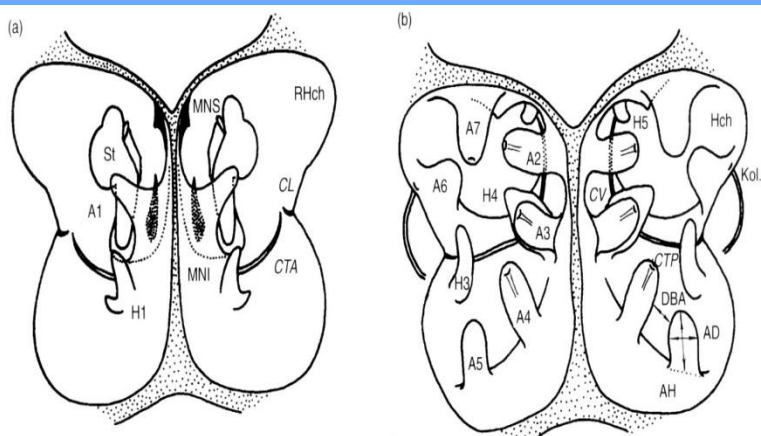 (a)
MNS
RHch
St
CL
A1
CTA
MNI
H1
(b)
H5
A7
Hch
A2
Kol.
A6
H4
CV
A3
CTP
H3
DBA
A4
AD
A5
AH